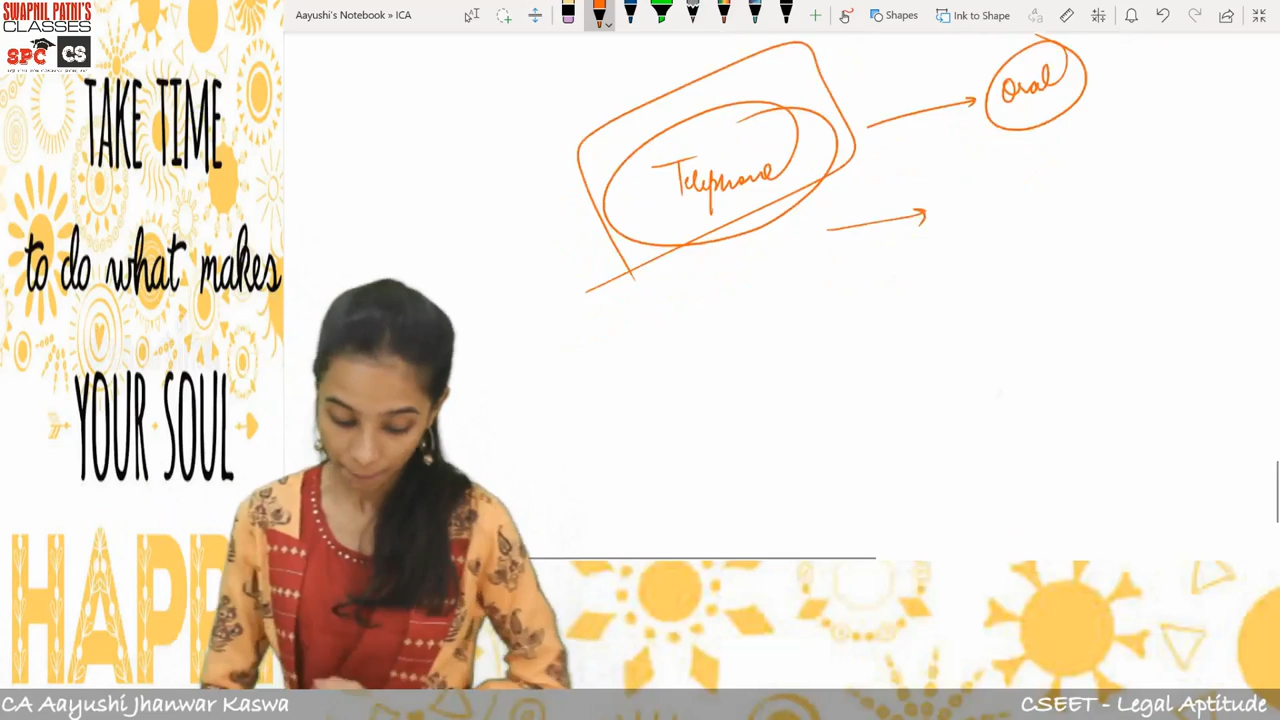 SWAPNIL PATNI'S
CLASSES
SPC CS
Aayushi's Notebook » ICA
Shapes
Ink to Shape
TAKE TIME
to do what makes
YOUR SOUL
HAPP
Telephone
Oral
CA Aayushi Jhanwar Kaswa
CSEET - Legal Aptitude